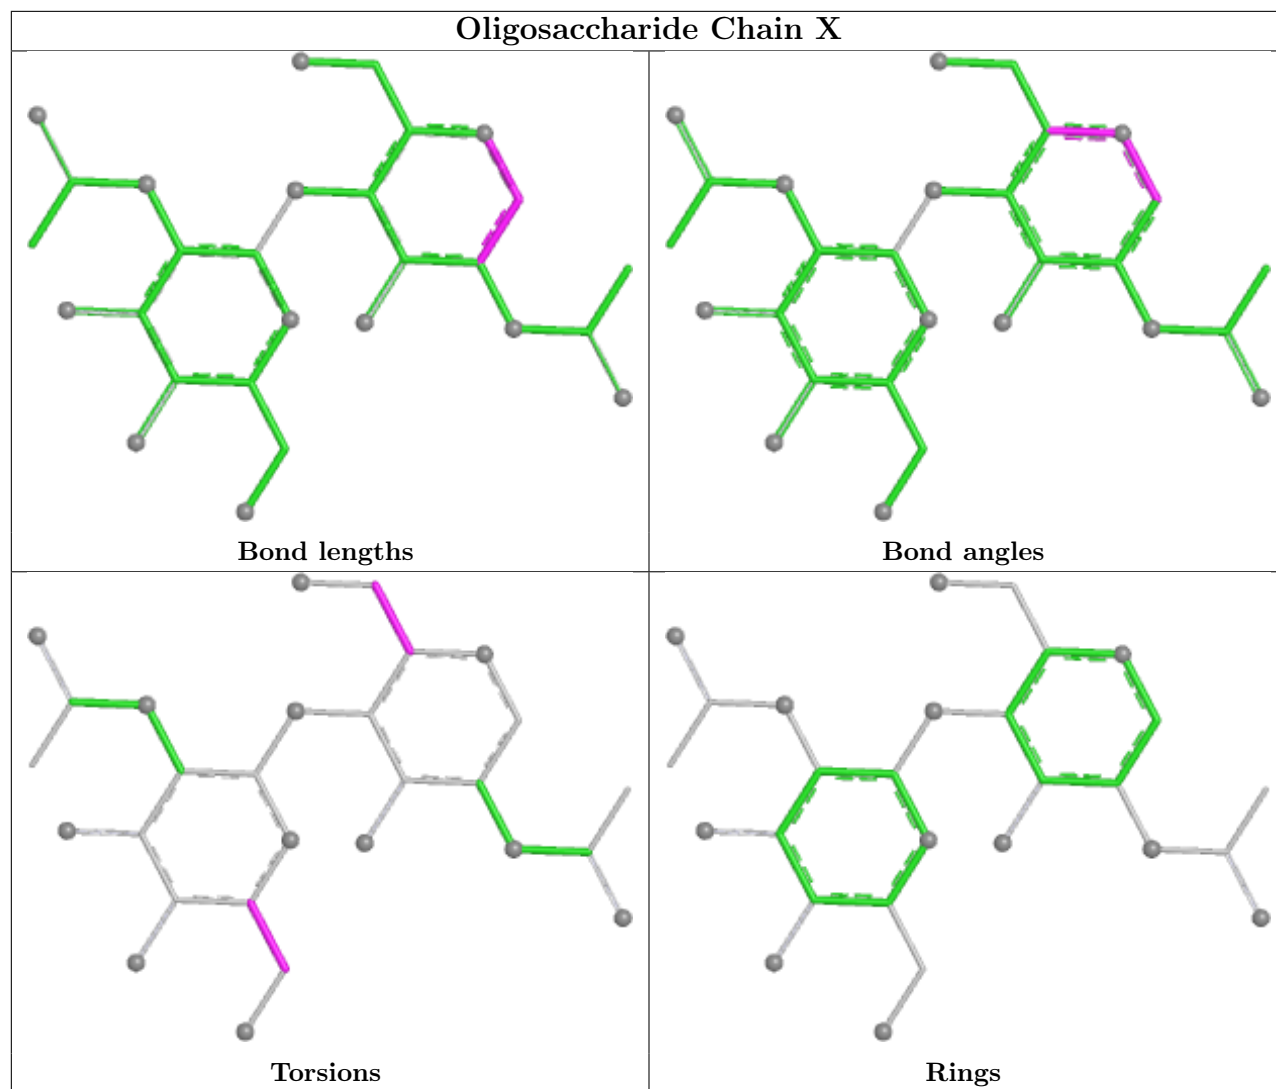 Oligosaccharide Chain X
Bond lengths
Bond angles
Torsions
Rings